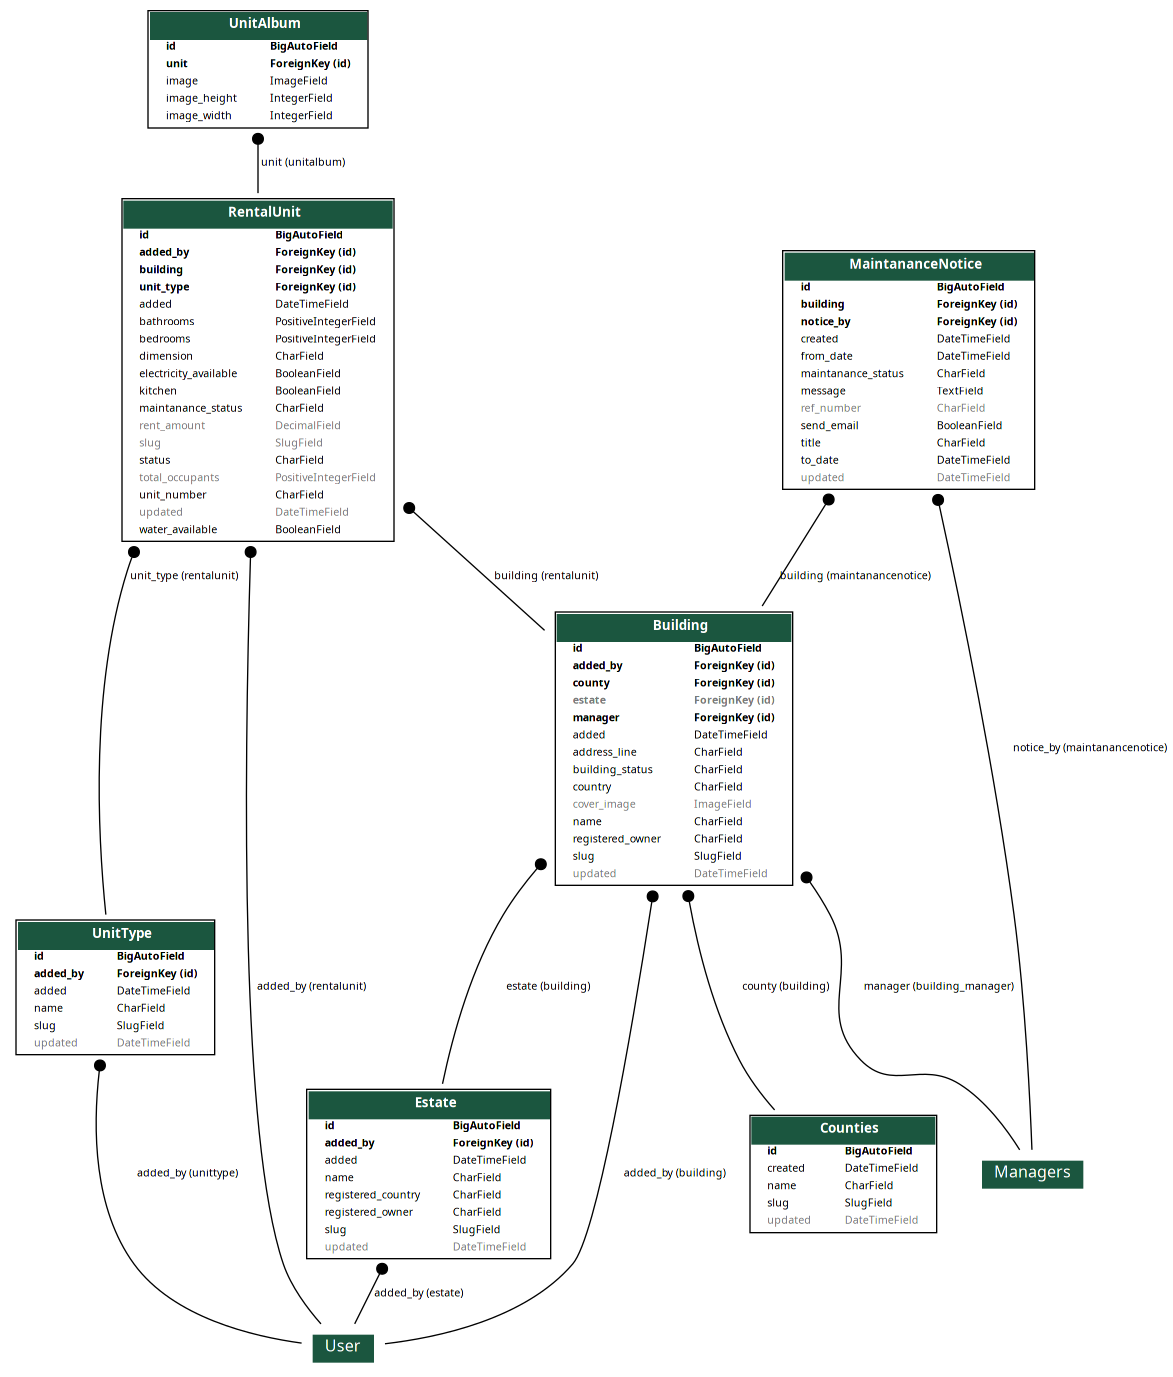 UnitAlbum
id BigAutoField
unit ForeignKey (id)
image ImageField
image_height IntegerField
image_width IntegerField
unit (unitalbum)
RentalUnit
id BigAutoField
added_by ForeignKey (id)
building ForeignKey (id)
unit_type ForeignKey (id)
added DateTimeField
bathrooms PositiveIntegerField
bedrooms PositiveIntegerField
dimension CharField
electricity_available BooleanField
kitchen BooleanField
maintanance_status CharField
rent_amount DecimalField
slug SlugField
status CharField
total_occupants PositiveIntegerField
unit_number CharField
updated DateTimeField
water_available BooleanField
MaintananceNotice
id BigAutoField
building ForeignKey (id)
notice_by ForeignKey (id)
created DateTimeField
from_date DateTimeField
maintanance_status CharField
message TextField
ref_number CharField
send_email BooleanField
title CharField
to_date DateTimeField
updated DateTimeField
unit_type (rentalunit)
building (rentalunit)
building (maintanancenotice)
Building
id BigAutoField
added_by ForeignKey (id)
county ForeignKey (id)
estate ForeignKey (id)
manager ForeignKey (id)
added DateTimeField
address_line CharField
building_status CharField
country CharField
cover_image ImageField
name CharField
registered_owner CharField
slug SlugField
updated DateTimeField
notice_by (maintanancenotice)
UnitType
id BigAutoField
added_by ForeignKey (id)
added DateTimeField
name CharField
slug SlugField
updated DateTimeField
added_by (rentalunit)
estate (building)
county (building)
manager (building_manager)
Estate
id BigAutoField
added_by ForeignKey (id)
added DateTimeField
name CharField
registered_country CharField
registered_owner CharField
slug SlugField
updated DateTimeField
Counties
id BigAutoField
created DateTimeField
name CharField
slug SlugField
updated DateTimeField
Managers
added_by (unittype)
added_by (building)
added_by (estate)
User